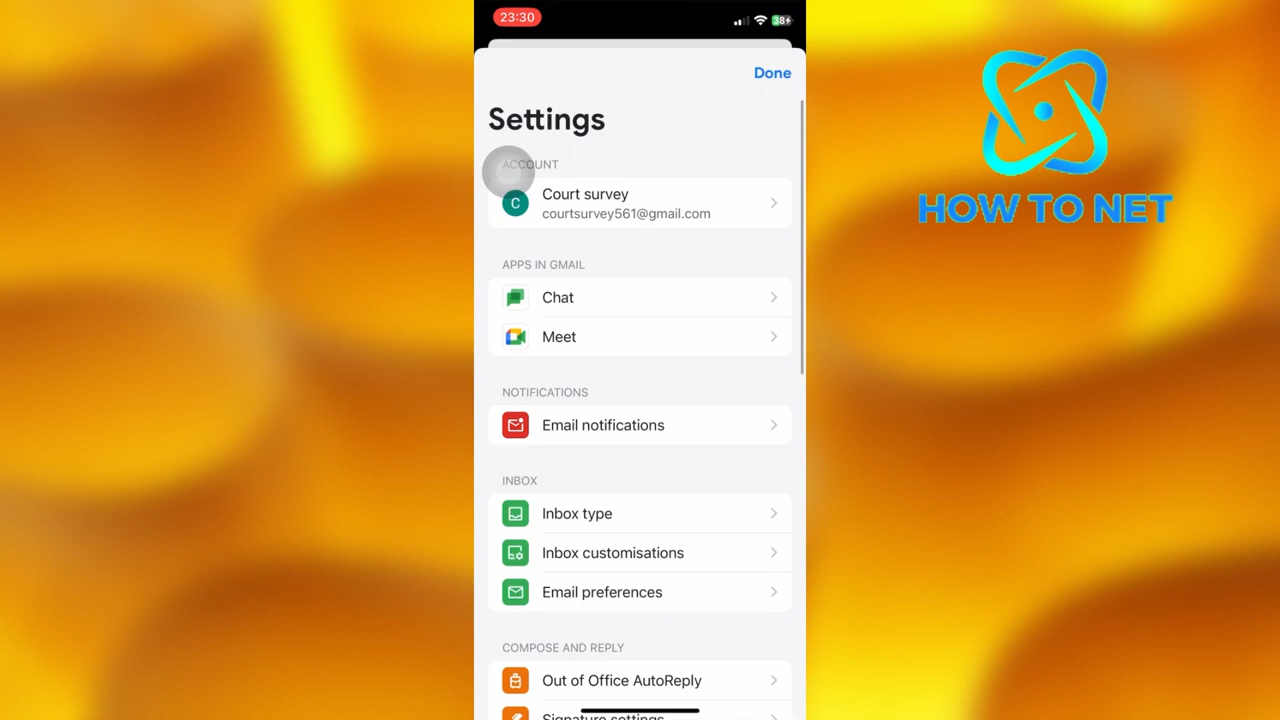 23:30
38
Done
Settings
ACCOUNT
C
Court survey
courtsurvey561@gmail.com
APPS IN GMAIL
Chat
Meet
NOTIFICATIONS
Email notifications
INBOX
Inbox type
Inbox customisations
Email preferences
COMPOSE AND REPLY
Out of Office AutoReply
Signature settings
HOW TO NET